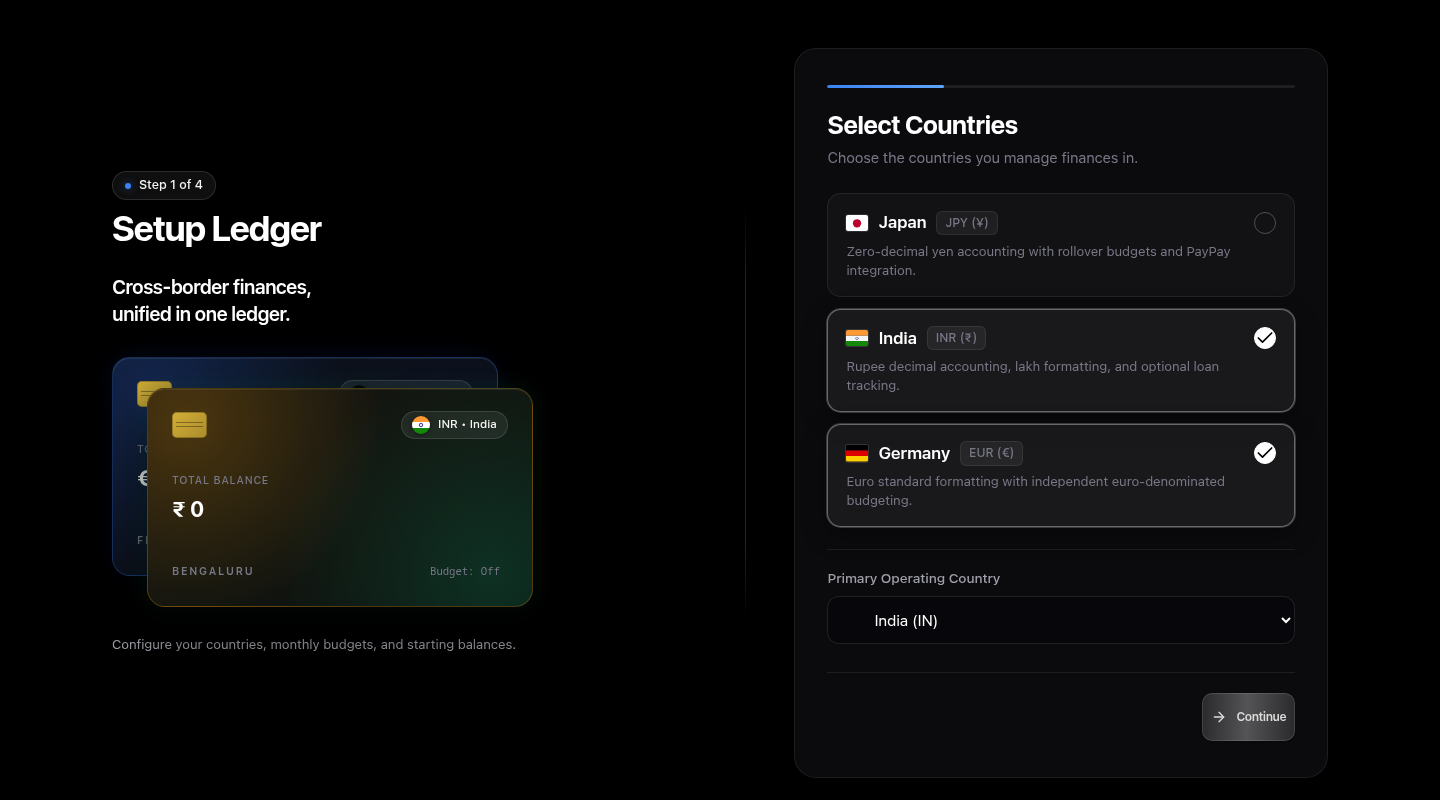 Step 1 of 4
Setup Ledger
Cross-border finances,
unified in one ledger.
INR • India
TOTAL BALANCE
₹ 0
BENGALURU
Budget: Off
Configure your countries, monthly budgets, and starting balances.
Select Countries
Choose the countries you manage finances in.
Japan JPY (¥)
Zero-decimal yen accounting with rollover budgets and PayPay
integration.
India INR (₹)
Rupee decimal accounting, lakh formatting, and optional loan
tracking.
Germany EUR (€)
Euro standard formatting with independent euro-denominated
budgeting.
Primary Operating Country
India (IN)
Continue